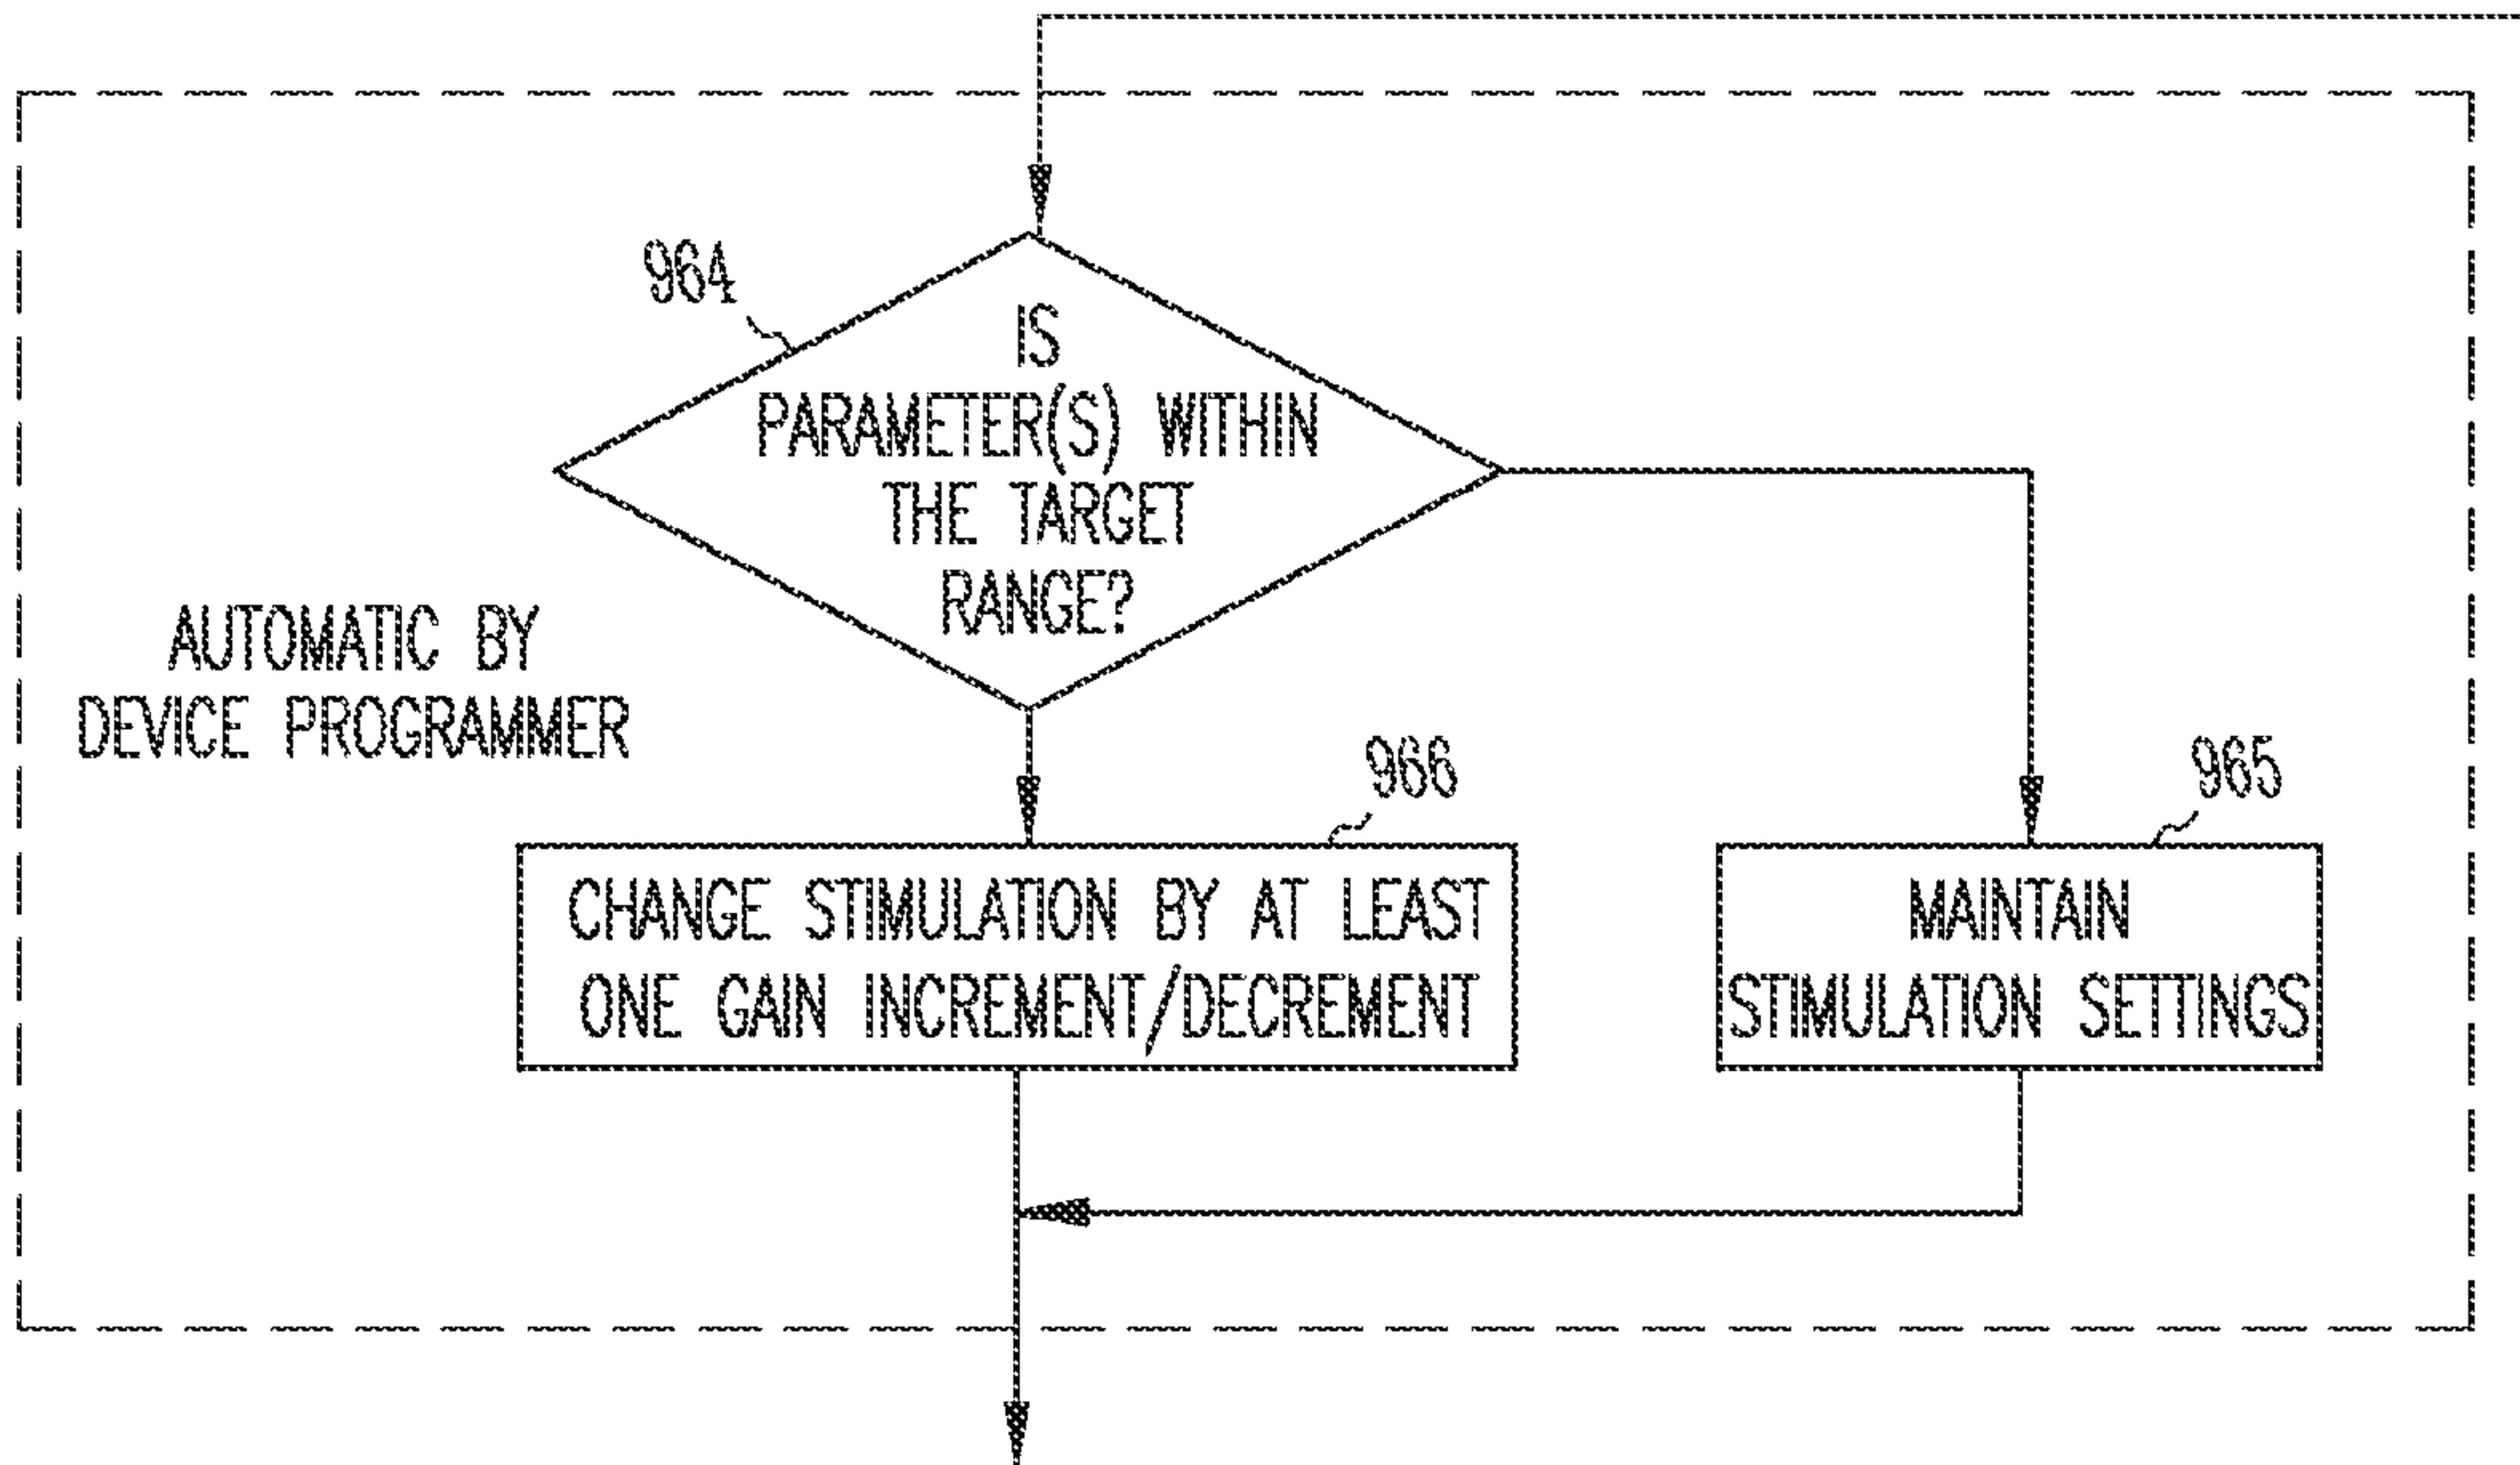 964
IS
PARAMETER(S) WITHIN
THE TARGET
RANGE?
AUTOMATIC BY
DEVICE PROGRAMMER
966
CHANGE STIMULATION BY AT LEAST
ONE GAIN INCREMENT/DECREMENT
965
MAINTAIN
STIMULATION SETTINGS